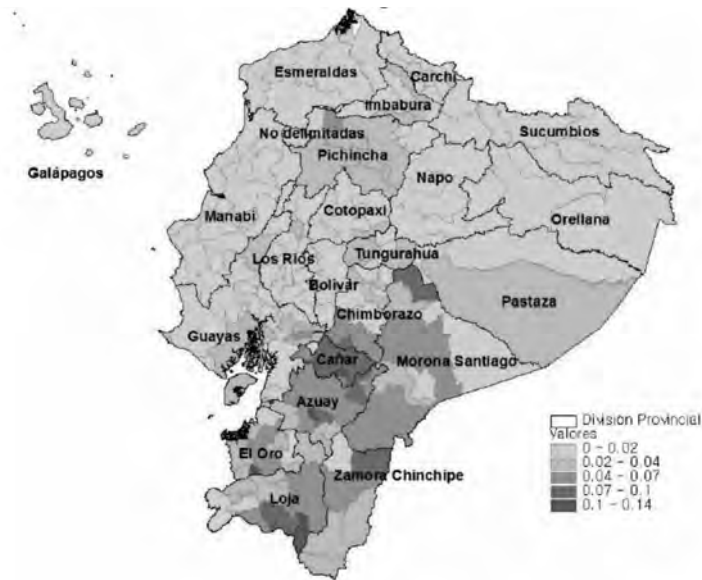 Esmeraldas
Carchi
Imbabura
Sucumbios
No delimitadas
Pichincha
Galápagos
Napo
Manabí
Cotopaxi
Orellana
Los Ríos
Tungurahua
Bolivar
Pastaza
Chimborazo
Guayas
Cañar
Morona Santiago
Azuay
División Provincial
Valores
0 - 0.02
0.02 - 0.04
0.04 - 0.07
0.07 - 0.1
0.1 - 0.14
El Oro
Zamora Chinchipe
Loja